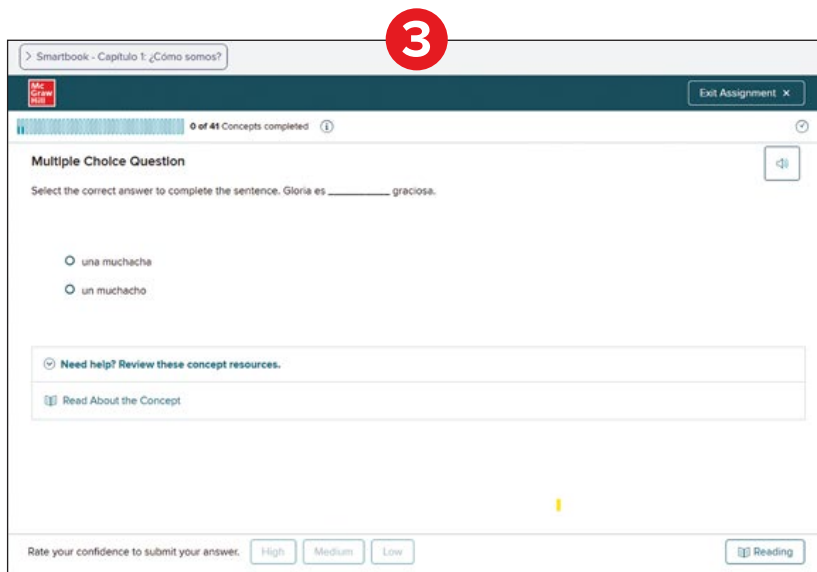 3
> Smartbook - Capítulo 1: ¿Cómo somos?
Mc
Graw
Hill
Exit Assignment ×
0 of 41 Concepts completed
Multiple Choice Question
Select the correct answer to complete the sentence. Gloria es __________ graciosa.
una muchacha
un muchacho
Need help? Review these concept resources.
Read About the Concept
Rate your confidence to submit your answer. High Medium Low Reading